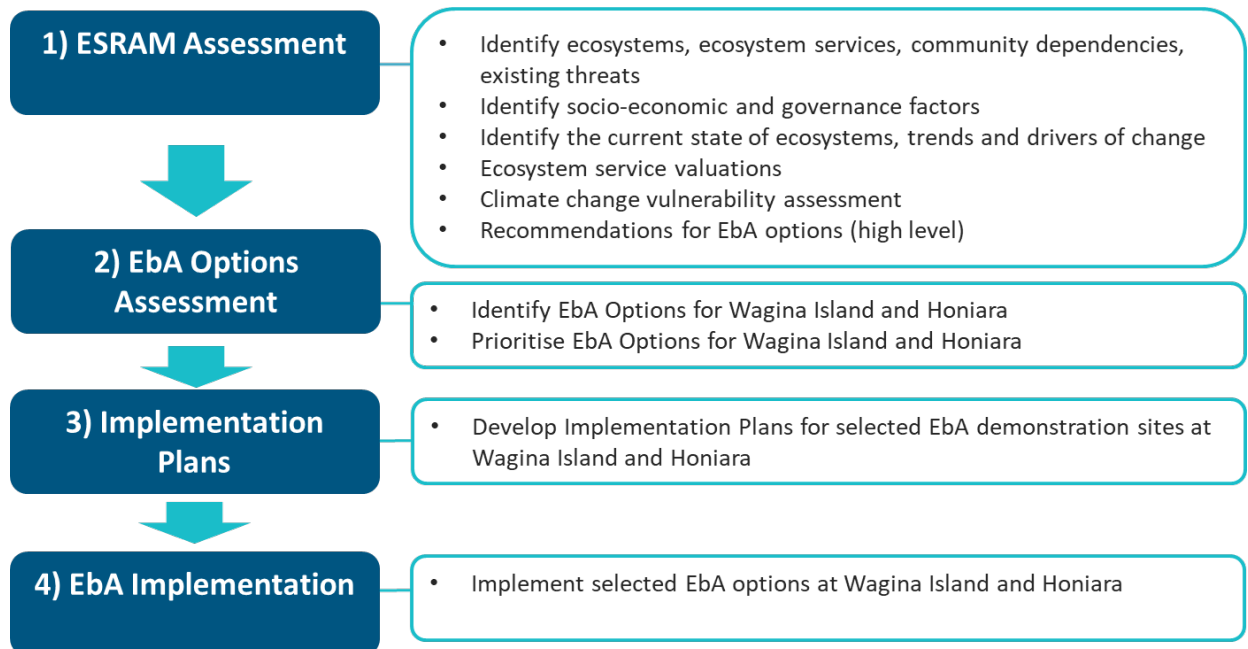 1) ESRAM Assessment
• Identify ecosystems, ecosystem services, community dependencies,
existing threats
• Identify socio-economic and governance factors
• Identify the current state of ecosystems, trends and drivers of change
• Ecosystem service valuations
• Climate change vulnerability assessment
• Recommendations for EbA options (high level)
2) EbA Options
Assessment
• Identify EbA Options for Wagina Island and Honiara
• Prioritise EbA Options for Wagina Island and Honiara
3) Implementation
Plans
• Develop Implementation Plans for selected EbA demonstration sites at
Wagina Island and Honiara
4) EbA Implementation
• Implement selected EbA options at Wagina Island and Honiara